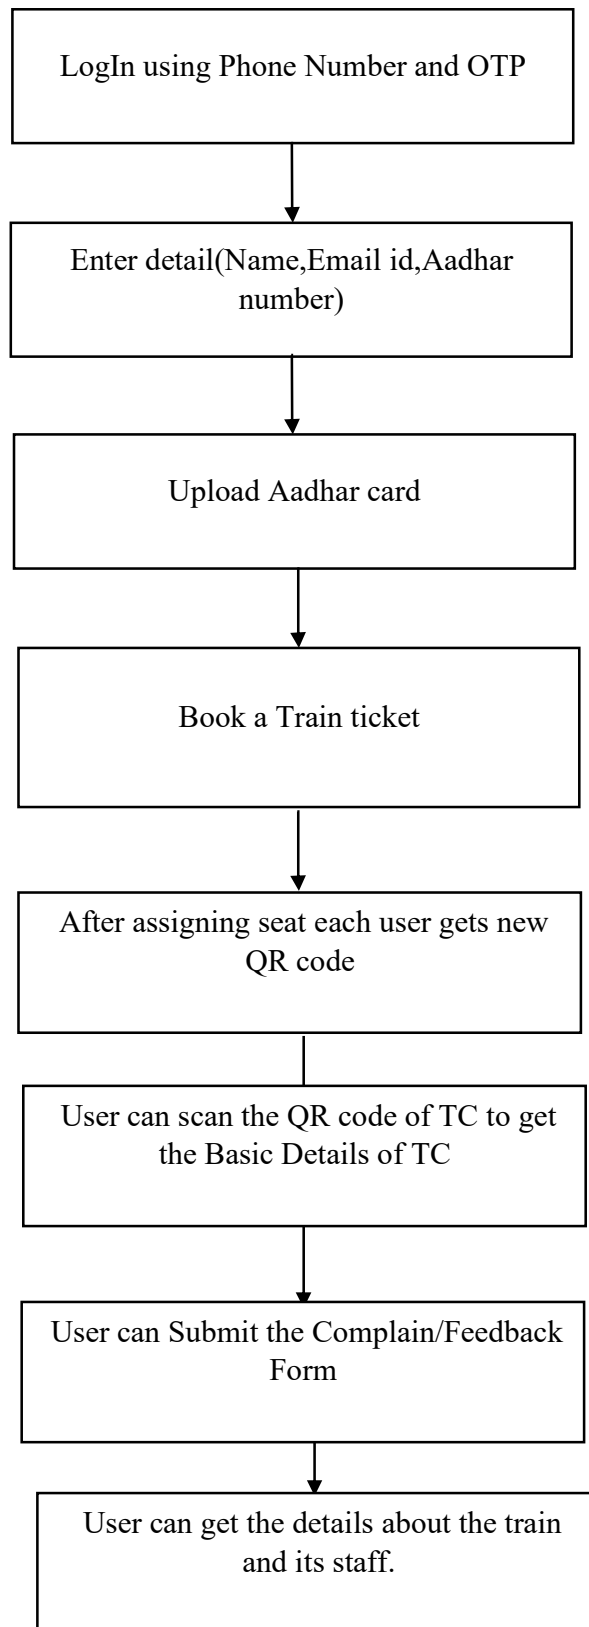 LogIn using Phone Number and OTP
Enter detail(Name,Email id,Aadhar
number)
Upload Aadhar card
Book a Train ticket
After assigning seat each user gets new
QR code
User can scan the QR code of TC to get
the Basic Details of TC
User can Submit the Complain/Feedback
Form
User can get the details about the train
and its staff.